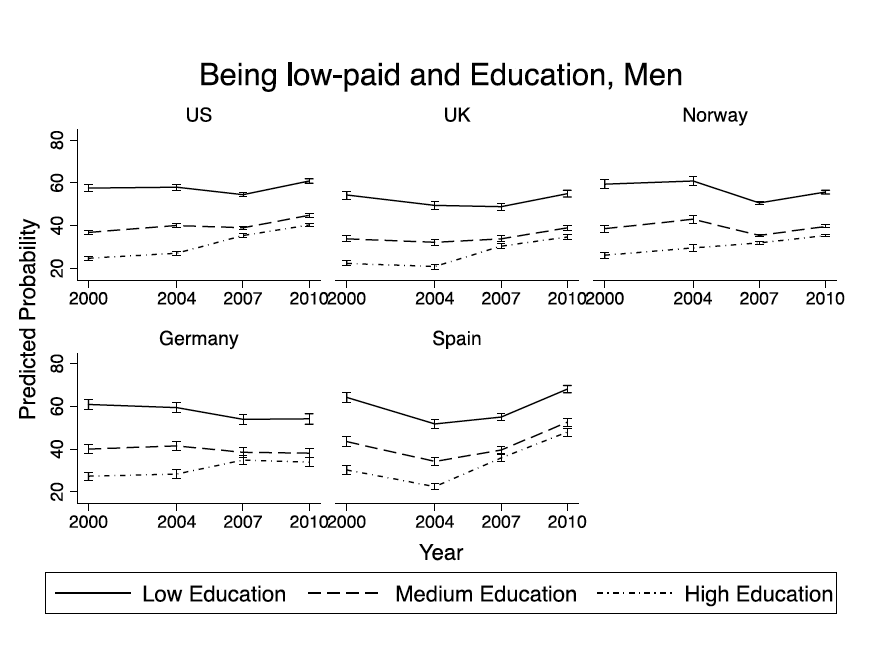 Being low-paid and Education, Men
US UK Norway
Predicted Probability
80
60
40
20
2000 2004 2007 2010 2000 2004 2007 2010 2000 2004 2007 2010
Germany Spain
80
60
40
20
2000 2004 2007 2010 2000 2004 2007 2010
Year
Low Education Medium Education High Education